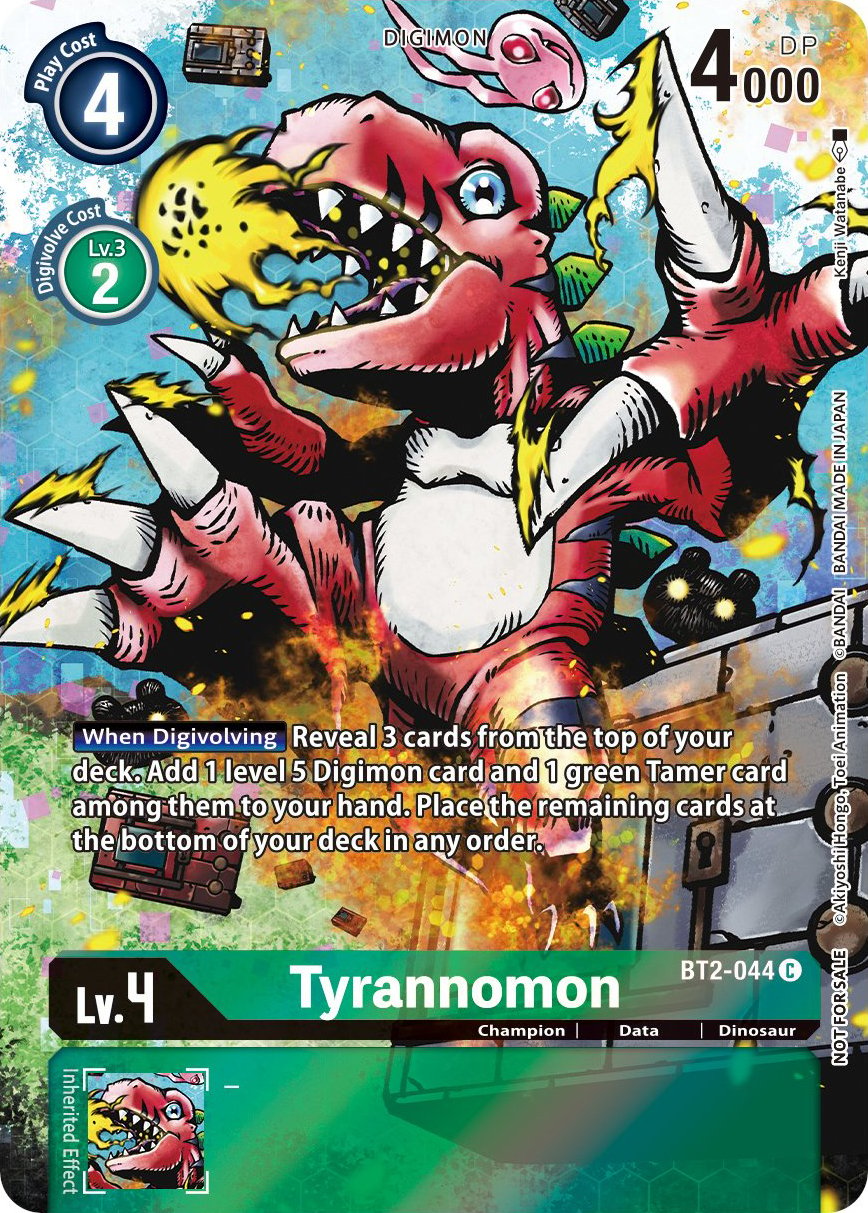 Play Cost
4
DIGIMON
4000
DP
Digivolve Cost
Lv.3
2
Kenji Watanabe
When Digivolving Reveal 3 cards from the top of your
deck. Add 1 level 5 Digimon card and 1 green Tamer card
among them to your hand. Place the remaining cards at
the bottom of your deck in any order.
Lv.4
Tyrannomon
BT2-044 C
Champion | Data | Dinosaur
Inherited Effect
–
NOT FOR SALE ©Akiyoshi Hongo, Toei Animation ©BANDAI BANDAI MADE IN JAPAN